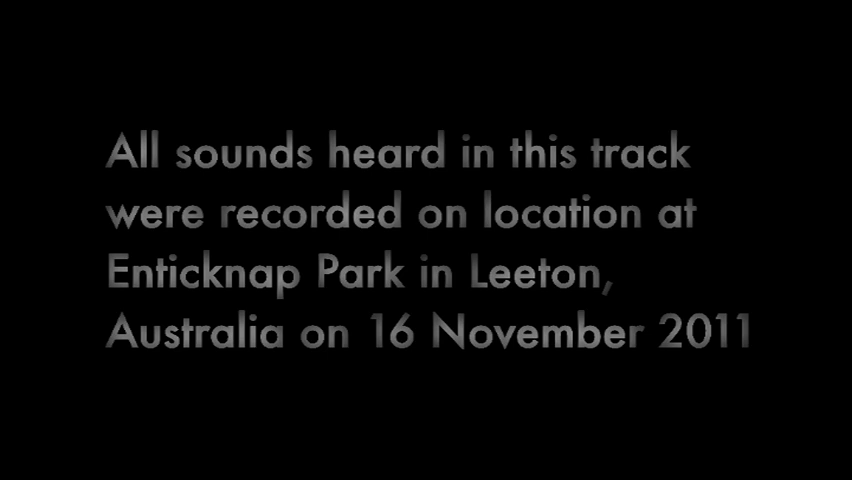 All sounds heard in this track
were recorded on location at
Enticknap Park in Leeton,
Australia on 16 November 2011